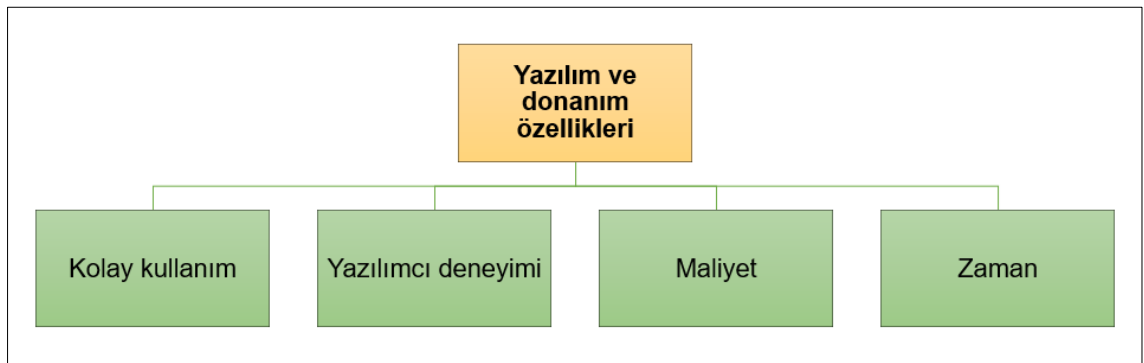 Yazılım ve
donanım
özellikleri
Kolay kullanım
Yazılımcı deneyimi
Maliyet
Zaman